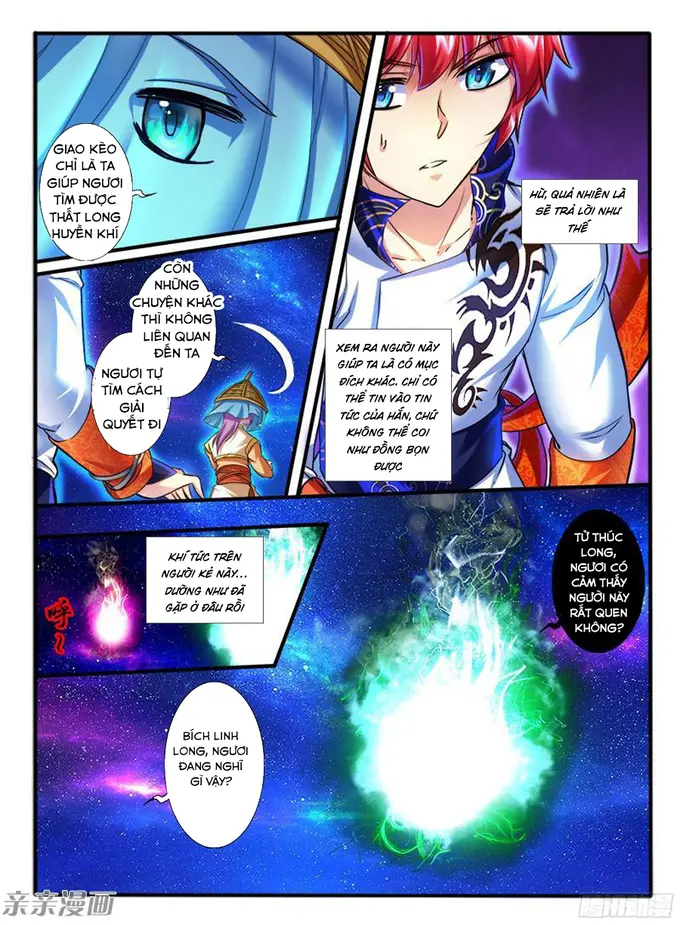 GIAO KÈO
CHỈ LÀ TA
GIÚP NGƯƠI
TÌM ĐƯỢC
THẤT LONG
HUYỀN KHÍ
HỪ, QUẢ NHIÊN LÀ
SẼ TRẢ LỜI NHƯ
THẾ
CÒN
NHỮNG
CHUYỆN KHÁC
THÌ KHÔNG
LIÊN QUAN
ĐẾN TA
NGƯƠI TỰ
TÌM CÁCH
GIẢI
QUYẾT ĐI
XEM RA NGƯỜI NÀY
GIÚP TA LÀ CÓ MỤC
ĐÍCH KHÁC. CHỈ CÓ
THỂ TIN VÀO TIN
TỨC CỦA HẮN, CHỨ
KHÔNG THỂ COI
NHƯ ĐỒNG BỌN
ĐƯỢC
KHÍ TỨC TRÊN
NGƯỜI KẺ NÀY...
DƯỜNG NHƯ ĐÃ
GẶP Ở ĐÂU RỒI
呼~
TỬ THÚC
LONG,
NGƯƠI CÓ
CẢM THẤY
NGƯỜI NÀY
RẤT QUEN
KHÔNG?
BÍCH LINH
LONG, NGƯƠI
ĐANG NGHĨ
GÌ VẬY?
亲亲漫画